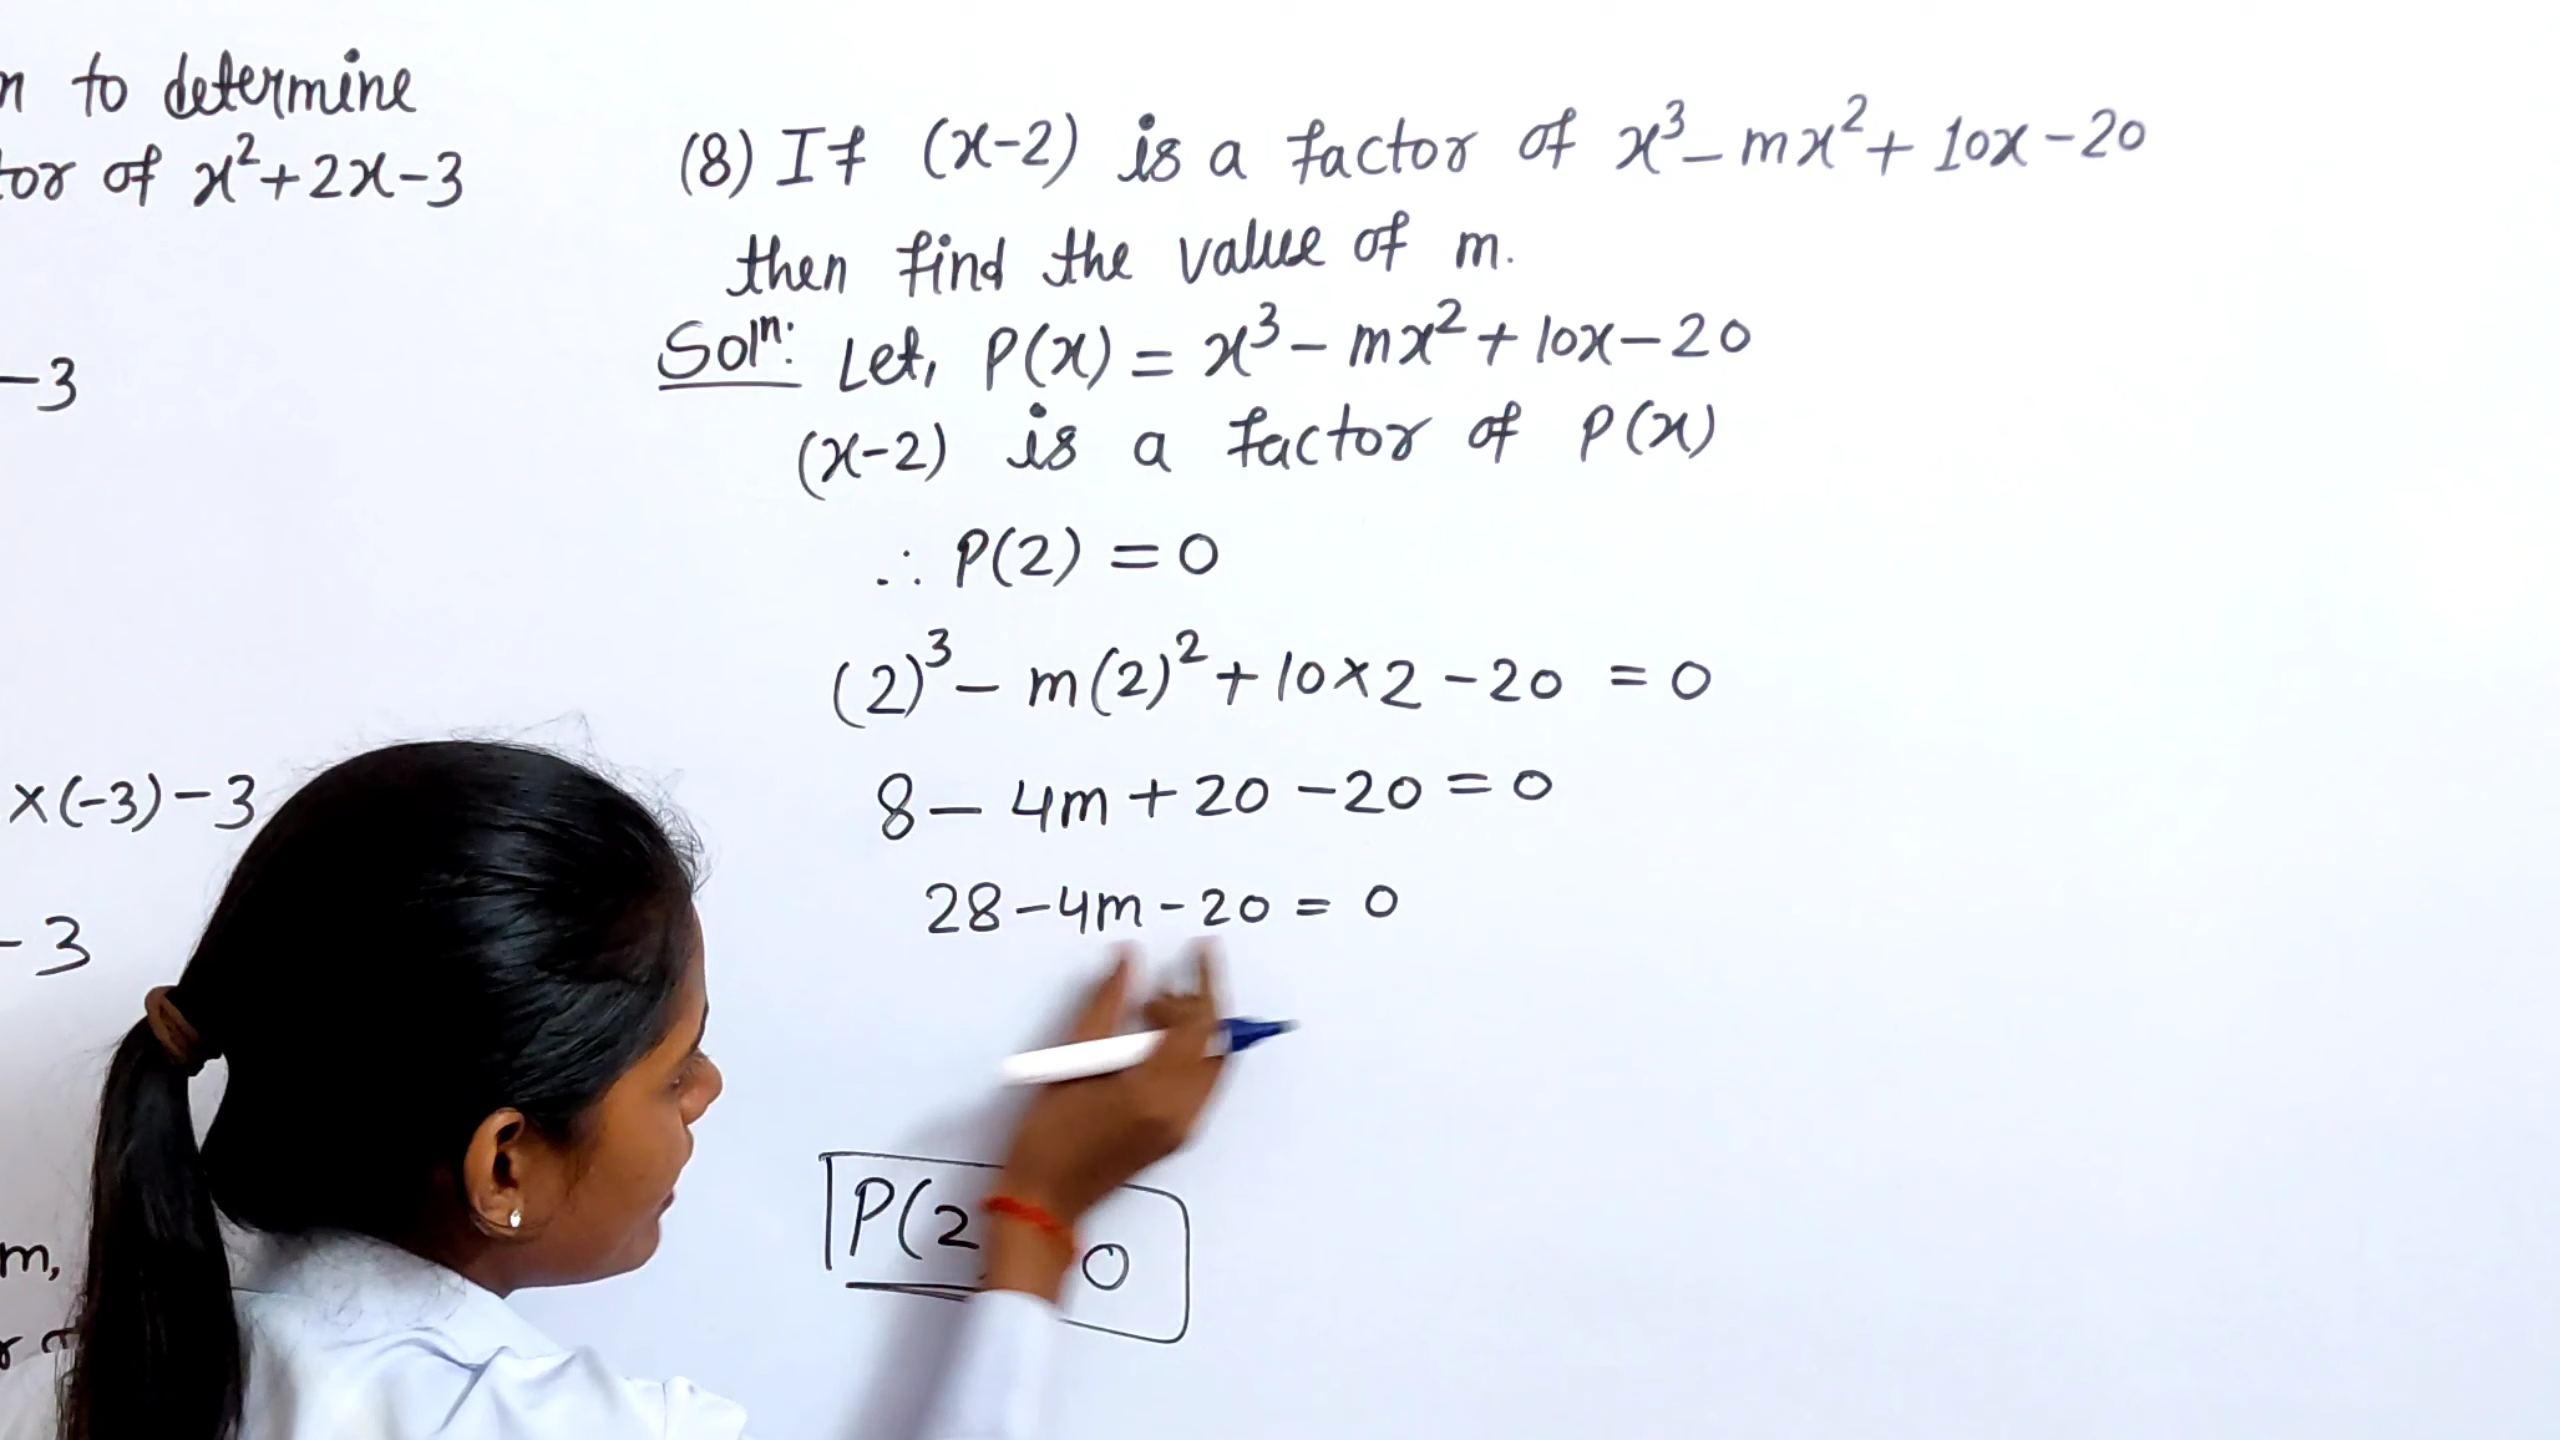 n to determine
tor of x²+2x-3
-3
x(-3)-3
-3
m,
(8) If (x-2) is a factor of x³-mx²+10x-20
then find the value of m.
Solⁿ: Let, P(x) = x³-mx²+10x-20
(x-2) is a factor of P(x)
∴ P(2) = 0
(2)³-m(2)²+10×2-20 = 0
8-4m+20-20=0
28-4m-20 = 0
P(2 0